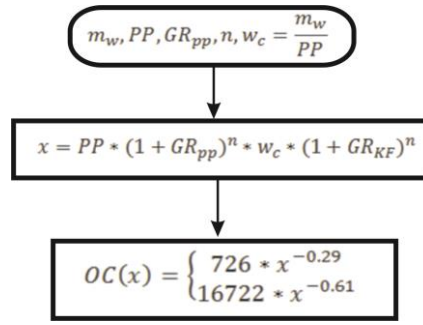 m_w, PP, GR_pp, n, w_c = m_w / PP
x = PP * (1 + GR_pp)^n * w_c * (1 + GR_KF)^n
OC(x) = { 726 * x^−0.29
16722 * x^−0.61